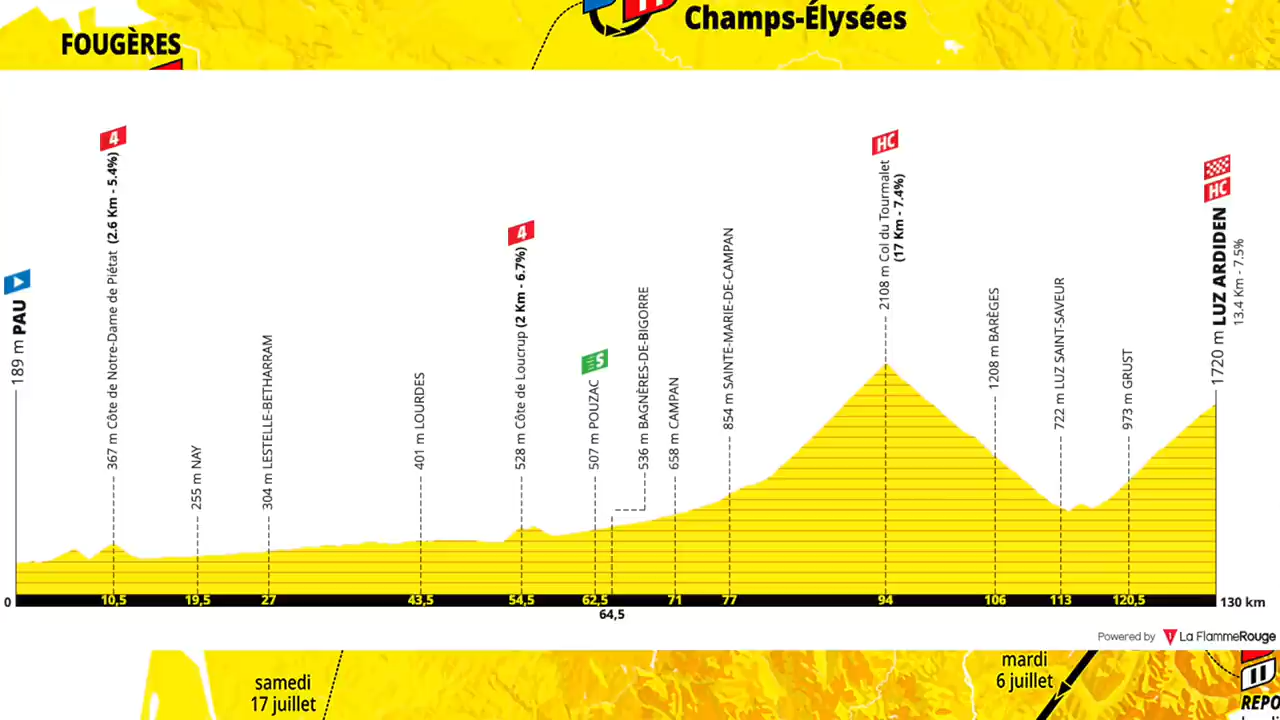 FOUGÈRES
Champs-Élysées
189 m PAU
4
367 m Côte de Notre-Dame de Piétat (2.6 Km - 5.4%)
255 m NAY
304 m LESTELLE-BETHARRAM
401 m LOURDES
4
528 m Côte de Loucrup (2 Km - 6.7%)
S
507 m POUZAC
536 m BAGNÈRES-DE-BIGORRE
658 m CAMPAN
854 m SAINTE-MARIE-DE-CAMPAN
HC
2108 m Col du Tourmalet
(17 Km - 7.4%)
1208 m BARÈGES
722 m LUZ SAINT-SAVEUR
973 m GRUST
HC
1720 m LUZ ARDIDEN
13.4 Km - 7.5%
0 10,5 19,5 27 43,5 54,5 62,5 71 77 94 106 113 120,5 130 km
64,5
Powered by La FlammeRouge
samedi
17 juillet
mardi
6 juillet
REPO